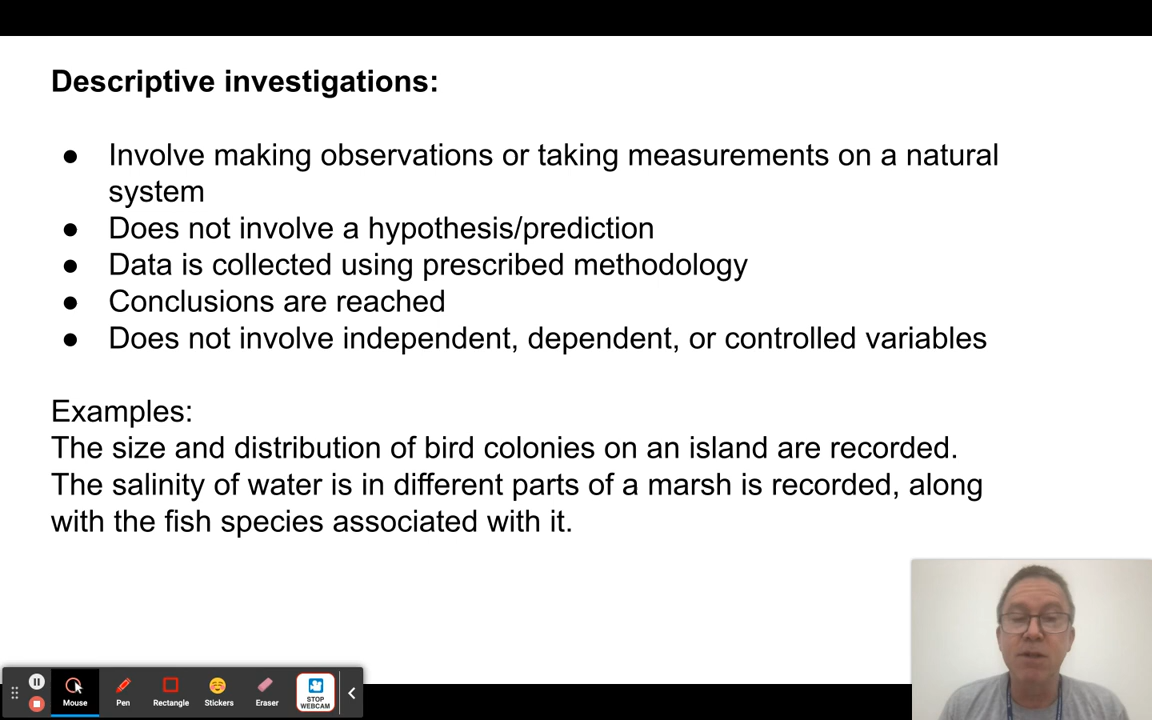 Descriptive investigations:
● Involve making observations or taking measurements on a natural
system
● Does not involve a hypothesis/prediction
● Data is collected using prescribed methodology
● Conclusions are reached
● Does not involve independent, dependent, or controlled variables
Examples:
The size and distribution of bird colonies on an island are recorded.
The salinity of water is in different parts of a marsh is recorded, along
with the fish species associated with it.
Mouse Pen Rectangle Stickers Eraser STOP
WEBCAM